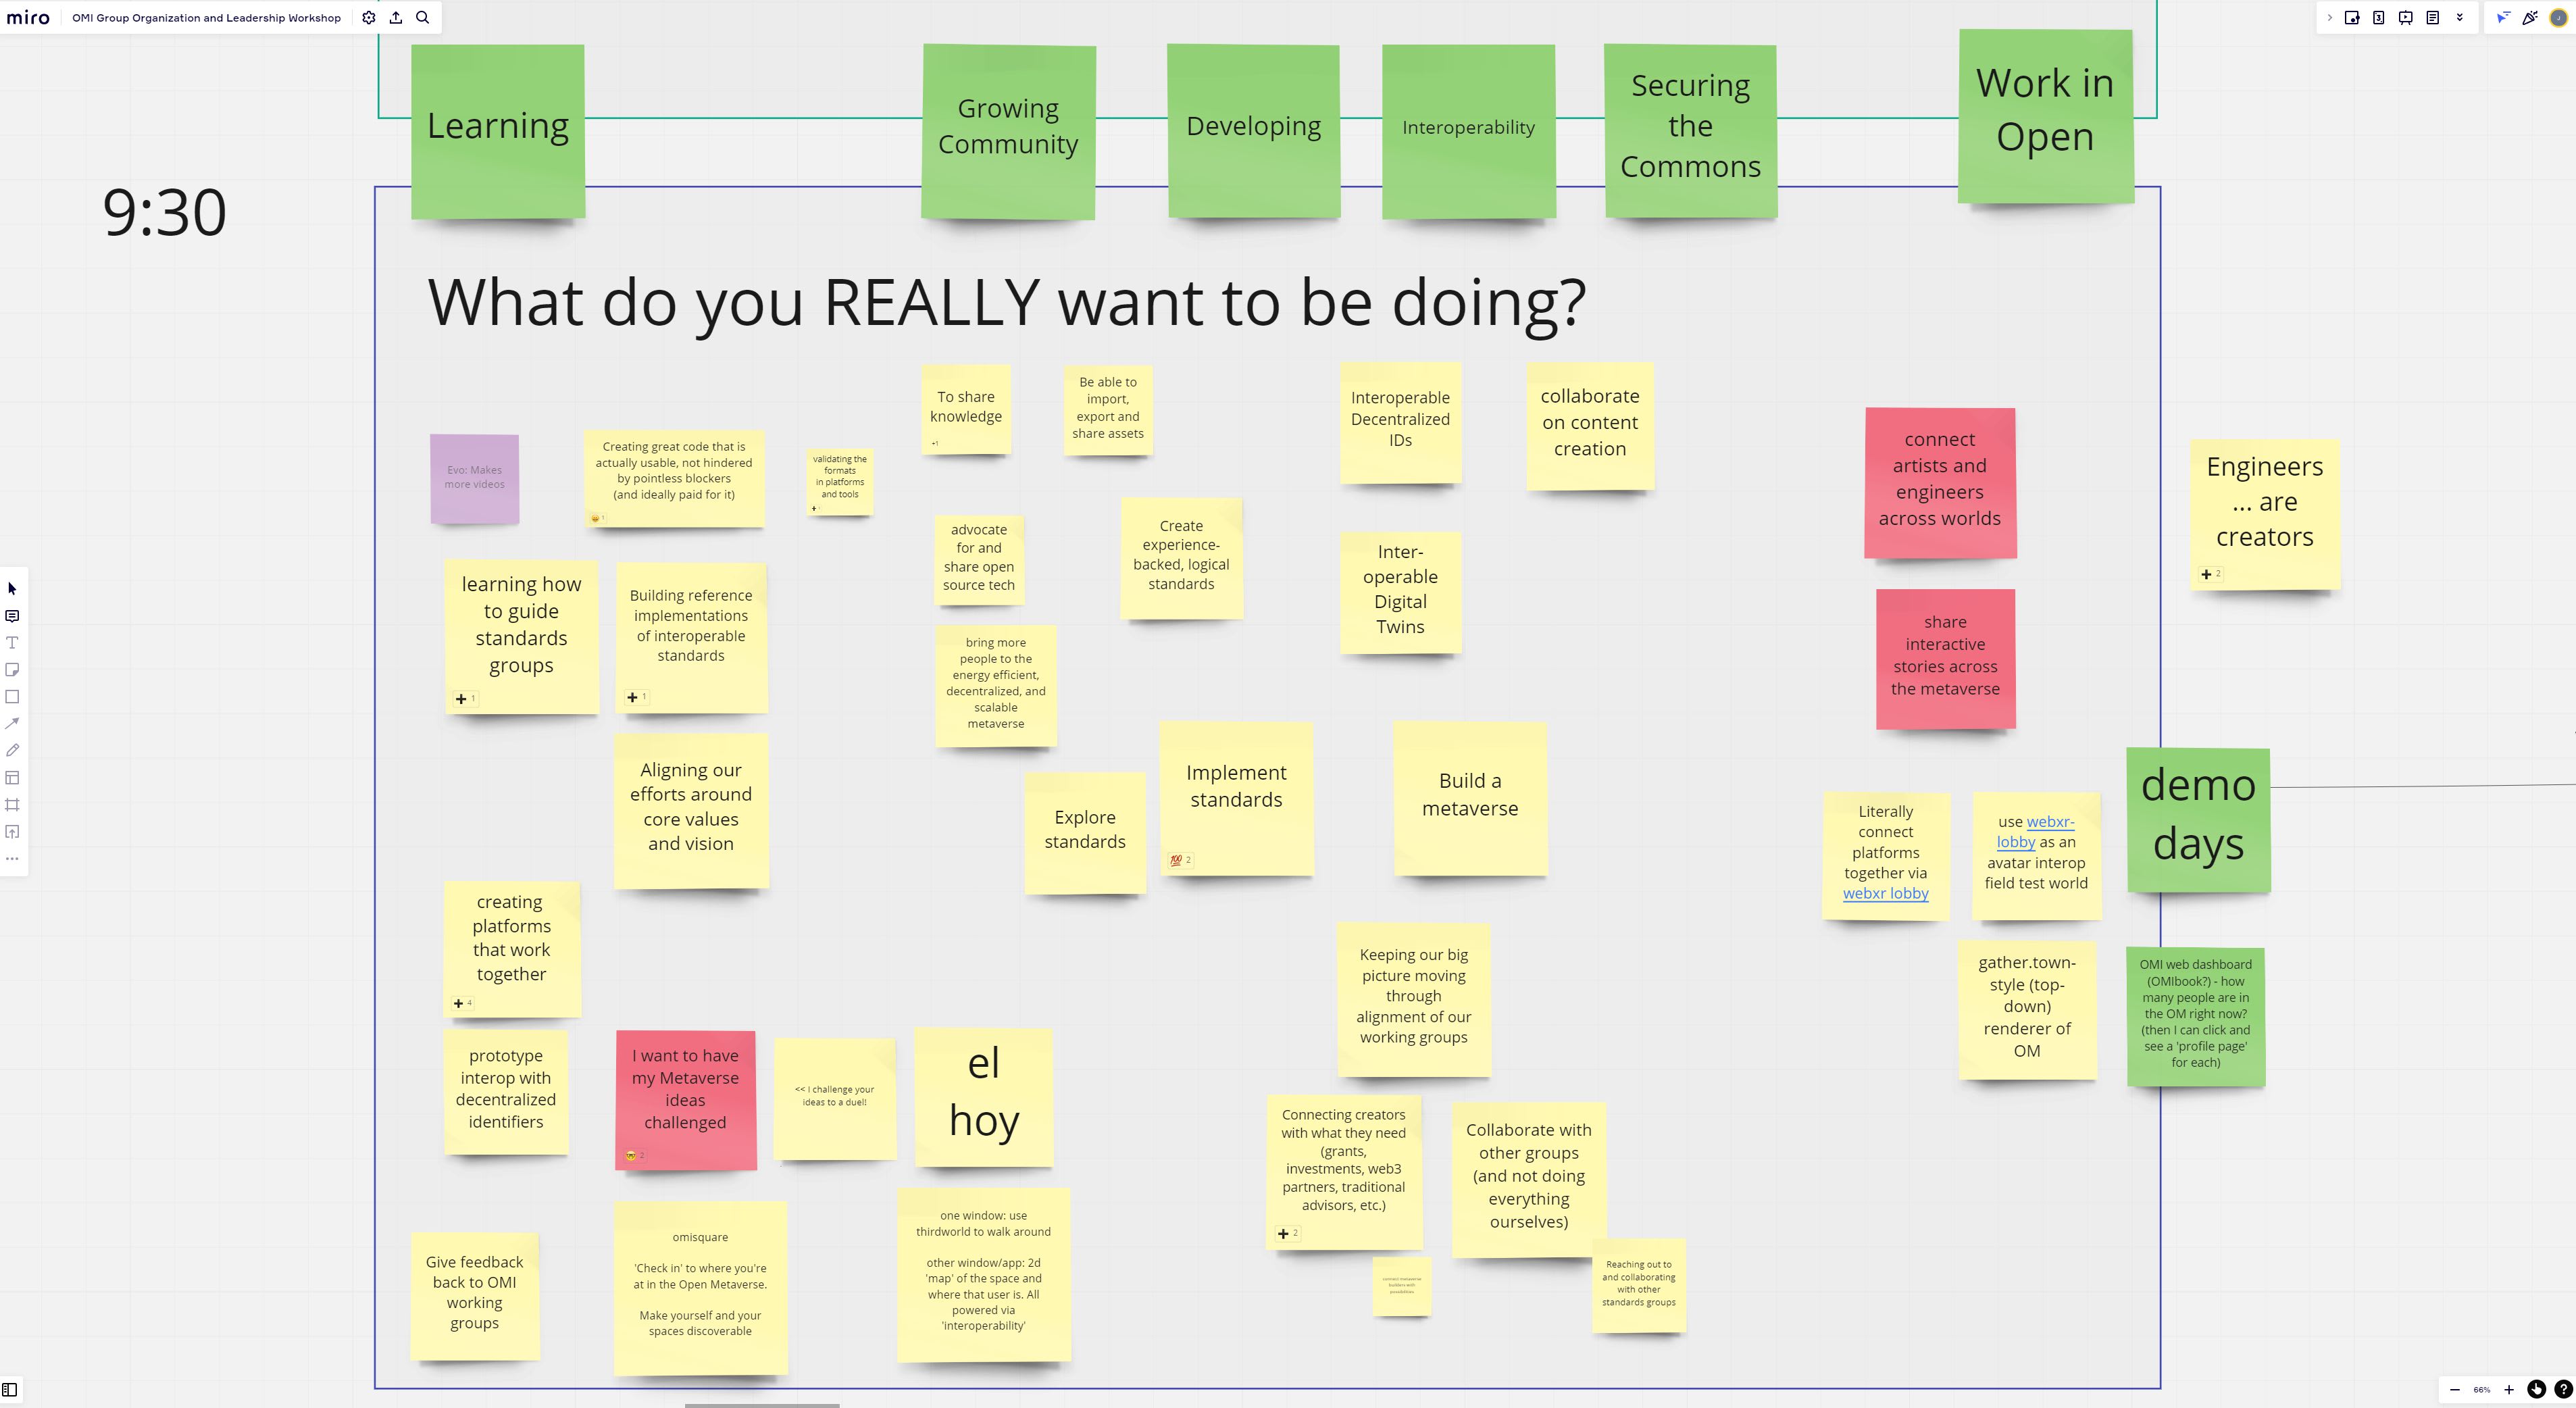 miro
OMI Group Organization and Leadership Workshop
Learning
Growing
Community
Developing
Interoperability
Securing
the
Commons
Work in
Open
9:30
What do you REALLY want to be doing?
Evo: Makes
more videos
Creating great code that is
actually usable, not hindered
by pointless blockers
(and ideally paid for it)
1
validating the
formats
in platforms
and tools
To share
knowledge
+1
Be able to
import,
export and
share assets
Interoperable
Decentralized
IDs
collaborate
on content
creation
connect
artists and
engineers
across worlds
Engineers
... are
creators
2
learning how
to guide
standards
groups
1
Building reference
implementations
of interoperable
standards
1
advocate
for and
share open
source tech
Create
experience-
backed, logical
standards
Inter-
operable
Digital
Twins
share
interactive
stories across
the metaverse
bring more
people to the
energy efficient,
decentralized, and
scalable
metaverse
Aligning our
efforts around
core values
and vision
Explore
standards
Implement
standards
💯 2
Build a
metaverse
Literally
connect
platforms
together via
webxr lobby
use webxr-
lobby as an
avatar interop
field test world
demo
days
creating
platforms
that work
together
4
Keeping our big
picture moving
through
alignment of our
working groups
gather.town-
style (top-
down)
renderer of
OM
OMI web dashboard
(OMIbook?) - how
many people are in
the OM right now?
(then I can click and
see a 'profile page'
for each)
prototype
interop with
decentralized
identifiers
I want to have
my Metaverse
ideas
challenged
2
<< I challenge your
ideas to a duel!
el
hoy
Connecting creators
with what they need
(grants,
investments, web3
partners, traditional
advisors, etc.)
2
Collaborate with
other groups
(and not doing
everything
ourselves)
Give feedback
back to OMI
working
groups
omisquare
'Check in' to where you're
at in the Open Metaverse.
Make yourself and your
spaces discoverable
one window: use
thirdworld to walk around
other window/app: 2d
'map' of the space and
where that user is. All
powered via
'interoperability'
connect metaverse
possibilities
Reaching out to
and collaborating
with other
standards groups
66%